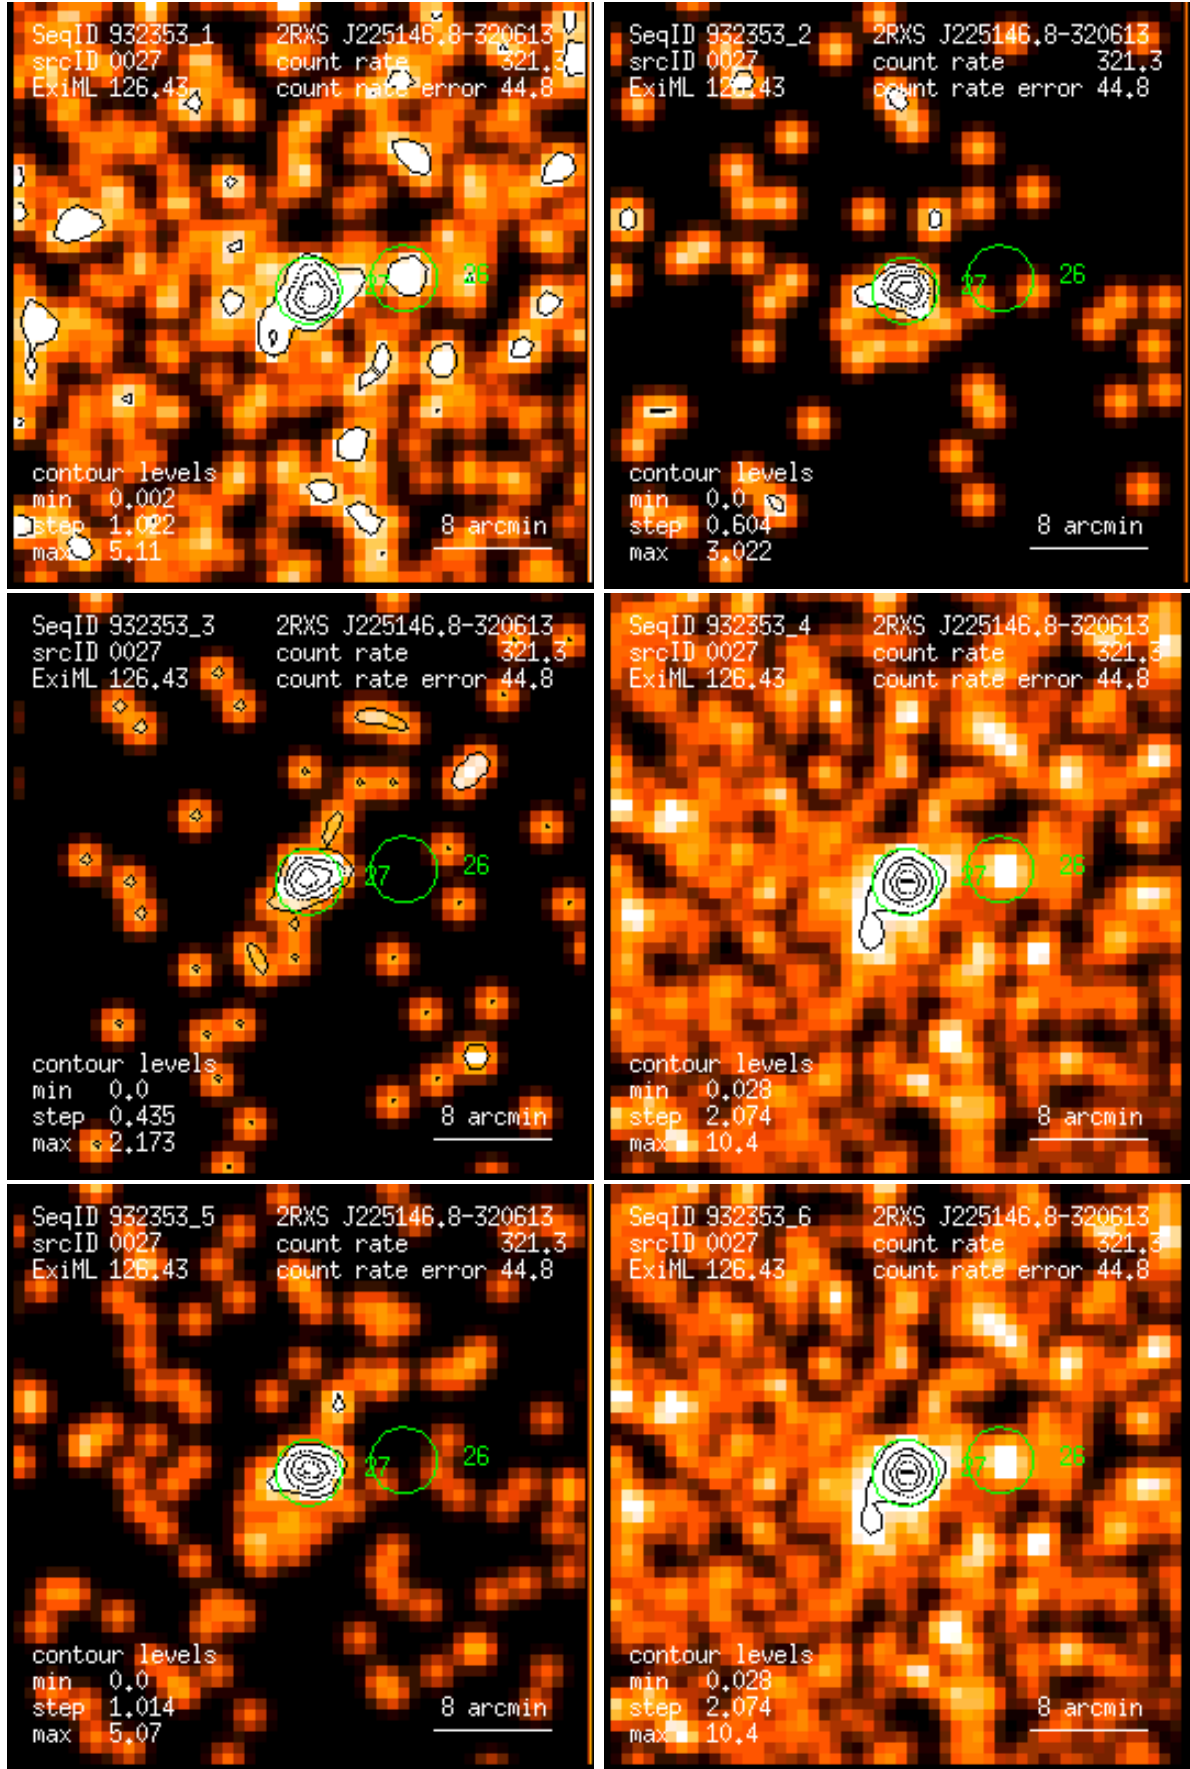 SeqID 932353_1 2RXS J225146.8-320613
srcID 0027 count rate 321.3
ExiML 126.43 count rate error 44.8
27 26
contour levels
min 0.002
step 1.022
max 5.11
8 arcmin
SeqID 932353_2 2RXS J225146.8-320613
srcID 0027 count rate 321.3
ExiML 126.43 count rate error 44.8
27 26
contour levels
min 0.0
step 0.604
max 3.022
8 arcmin
SeqID 932353_3 2RXS J225146.8-320613
srcID 0027 count rate 321.3
ExiML 126.43 count rate error 44.8
27 26
contour levels
min 0.0
step 0.435
max 2.173
8 arcmin
SeqID 932353_4 2RXS J225146.8-320613
srcID 0027 count rate 321.3
ExiML 126.43 count rate error 44.8
27 26
contour levels
min 0.028
step 2.074
max 10.4
8 arcmin
SeqID 932353_5 2RXS J225146.8-320613
srcID 0027 count rate 321.3
ExiML 126.43 count rate error 44.8
27 26
contour levels
min 0.0
step 1.014
max 5.07
8 arcmin
SeqID 932353_6 2RXS J225146.8-320613
srcID 0027 count rate 321.3
ExiML 126.43 count rate error 44.8
27 26
contour levels
min 0.028
step 2.074
max 10.4
8 arcmin